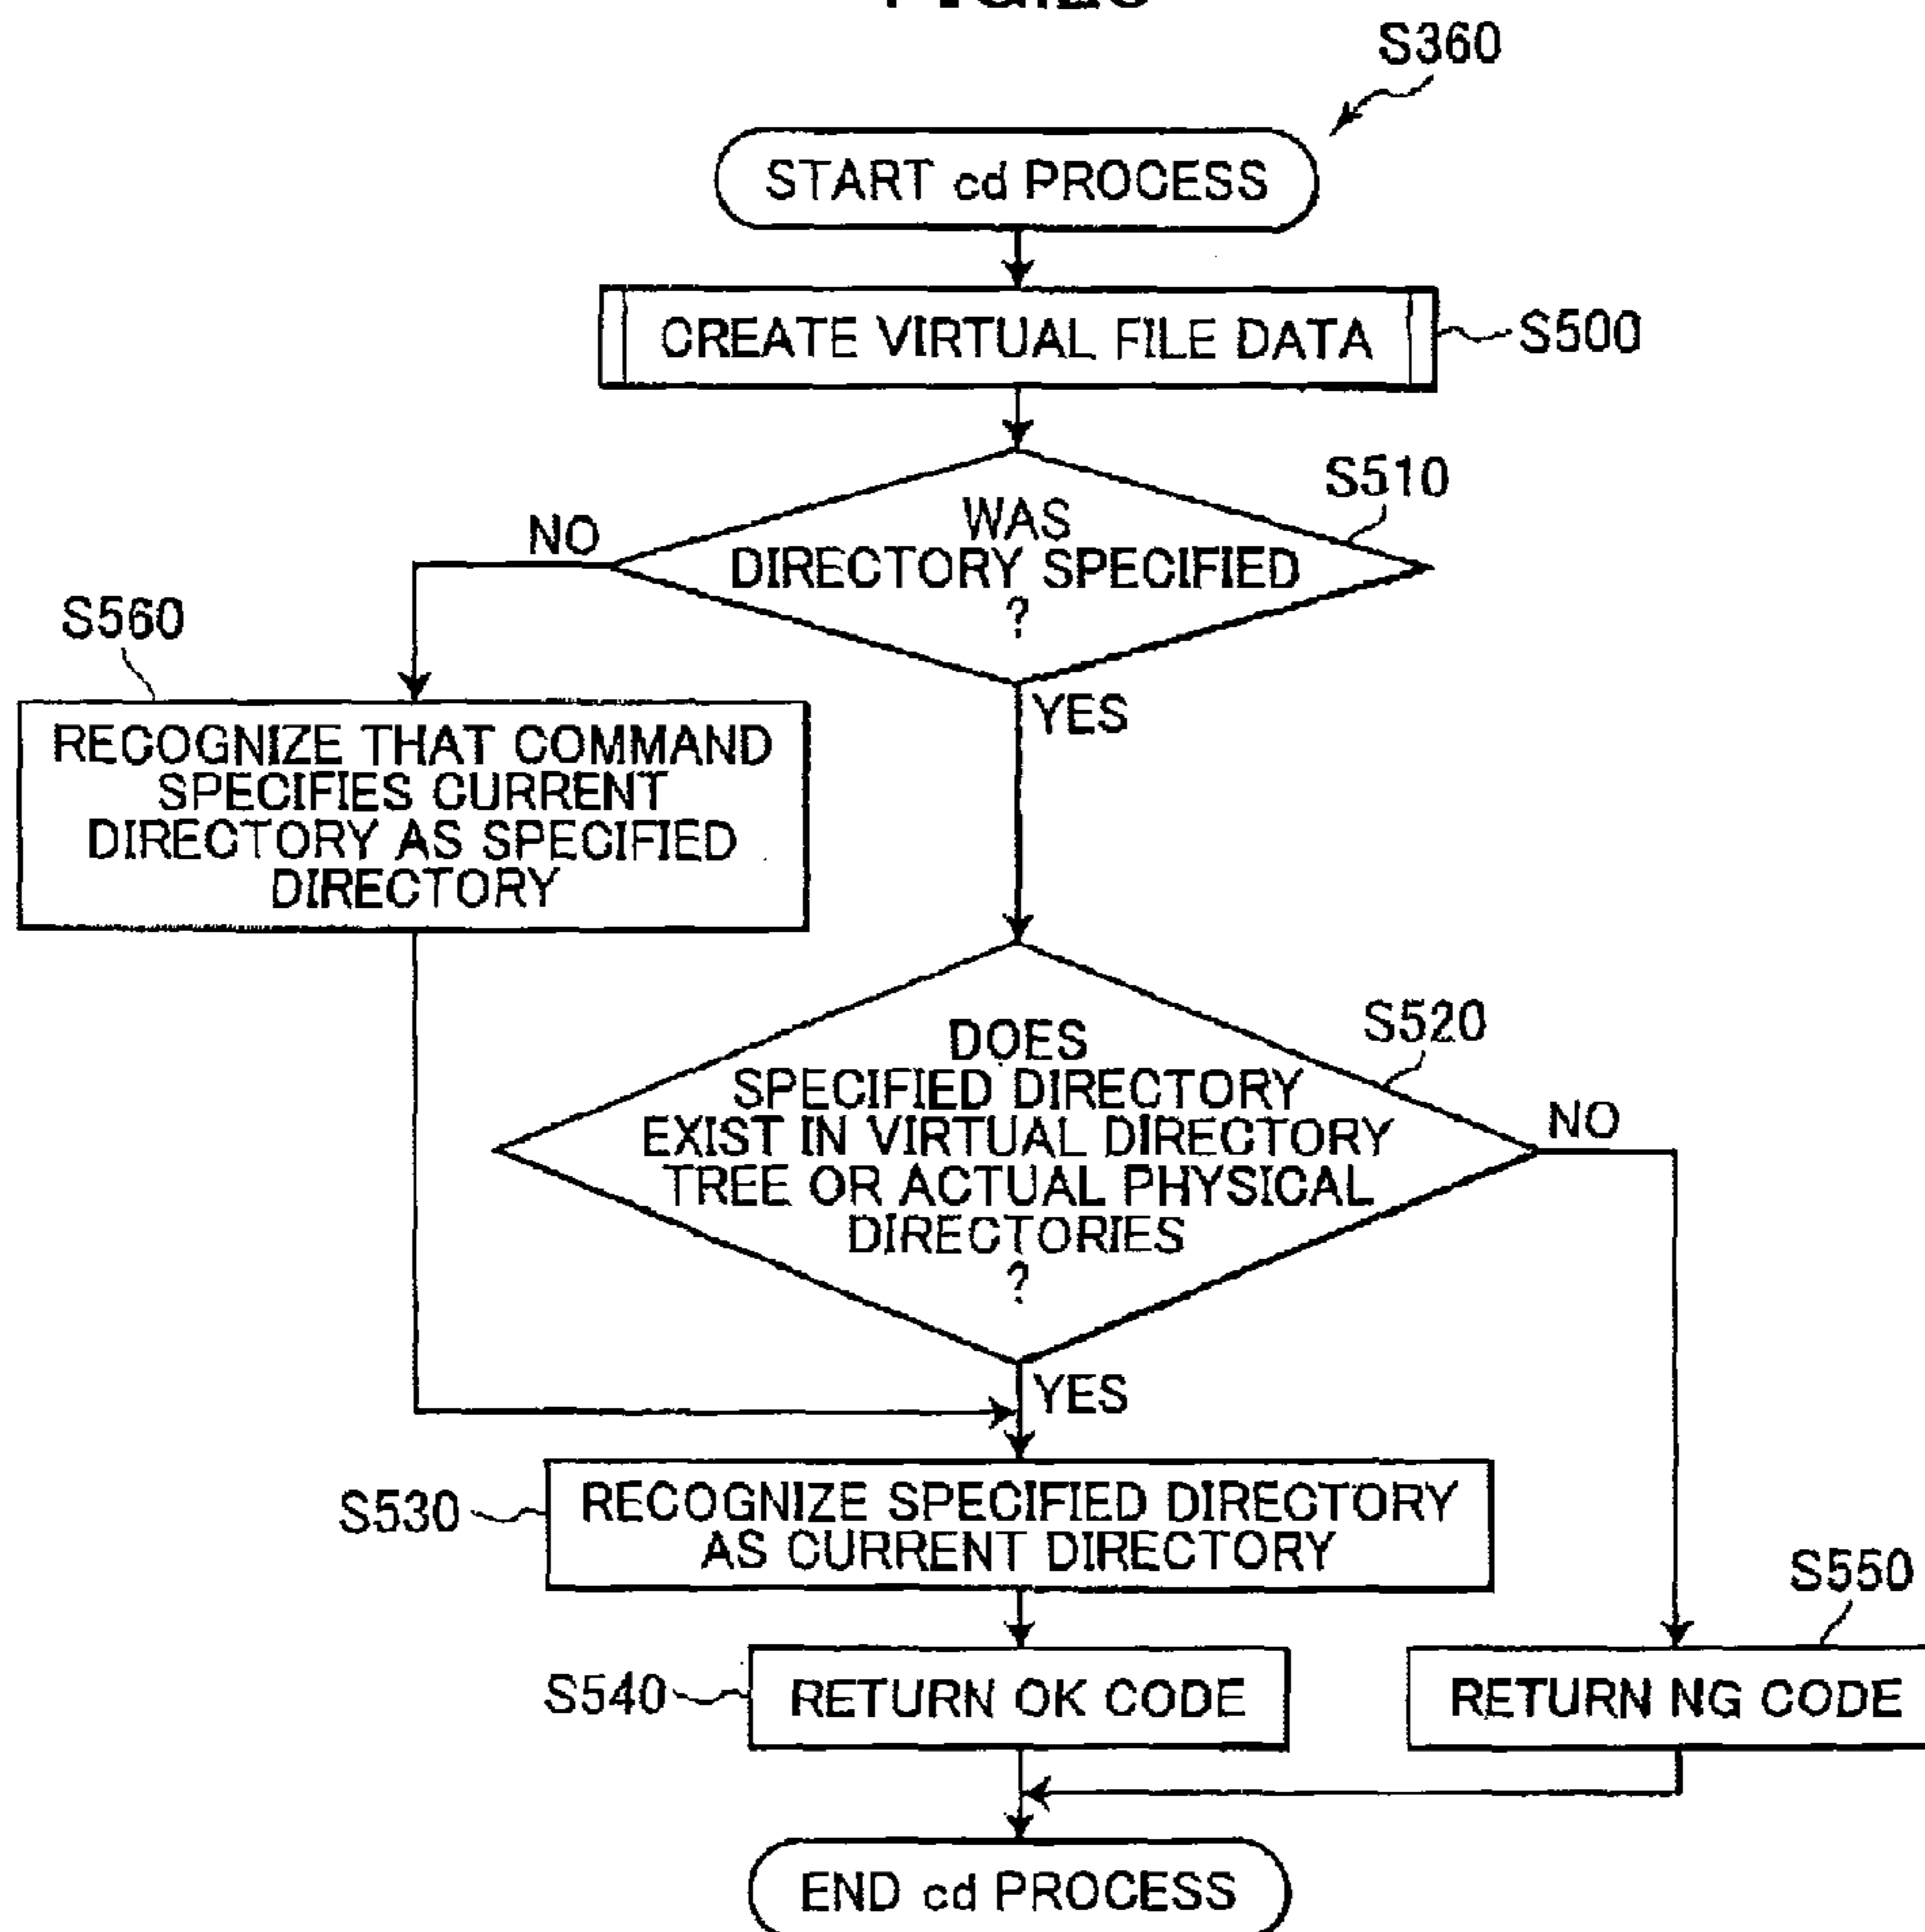 S360
START cd PROCESS
CREATE VIRTUAL FILE DATA
S500
S510
WAS
DIRECTORY SPECIFIED
?
NO
YES
S560
RECOGNIZE THAT COMMAND
SPECIFIES CURRENT
DIRECTORY AS SPECIFIED
DIRECTORY
S520
DOES
SPECIFIED DIRECTORY
EXIST IN VIRTUAL DIRECTORY
TREE OR ACTUAL PHYSICAL
DIRECTORIES
?
NO
YES
S530
RECOGNIZE SPECIFIED DIRECTORY
AS CURRENT DIRECTORY
S550
S540
RETURN OK CODE
RETURN NG CODE
END cd PROCESS